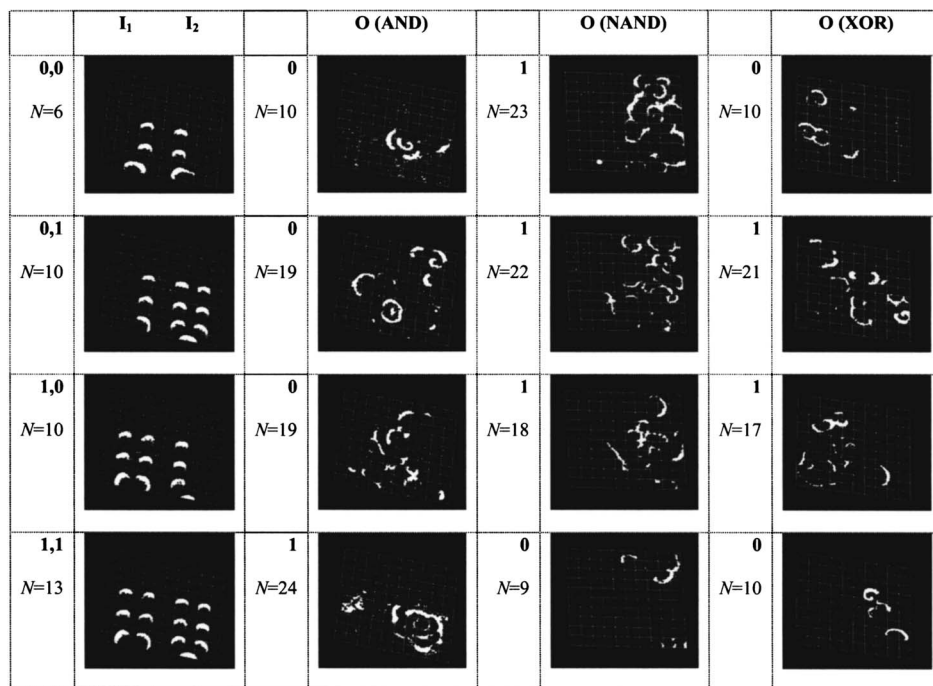 I₁ I₂ O (AND) O (NAND) O (XOR)
0,0 0 1 0
N=6 N=10 N=23 N=10
0,1 0 1 1
N=10 N=19 N=22 N=21
1,0 0 1 1
N=10 N=19 N=18 N=17
1,1 1 0 0
N=13 N=24 N=9 N=10